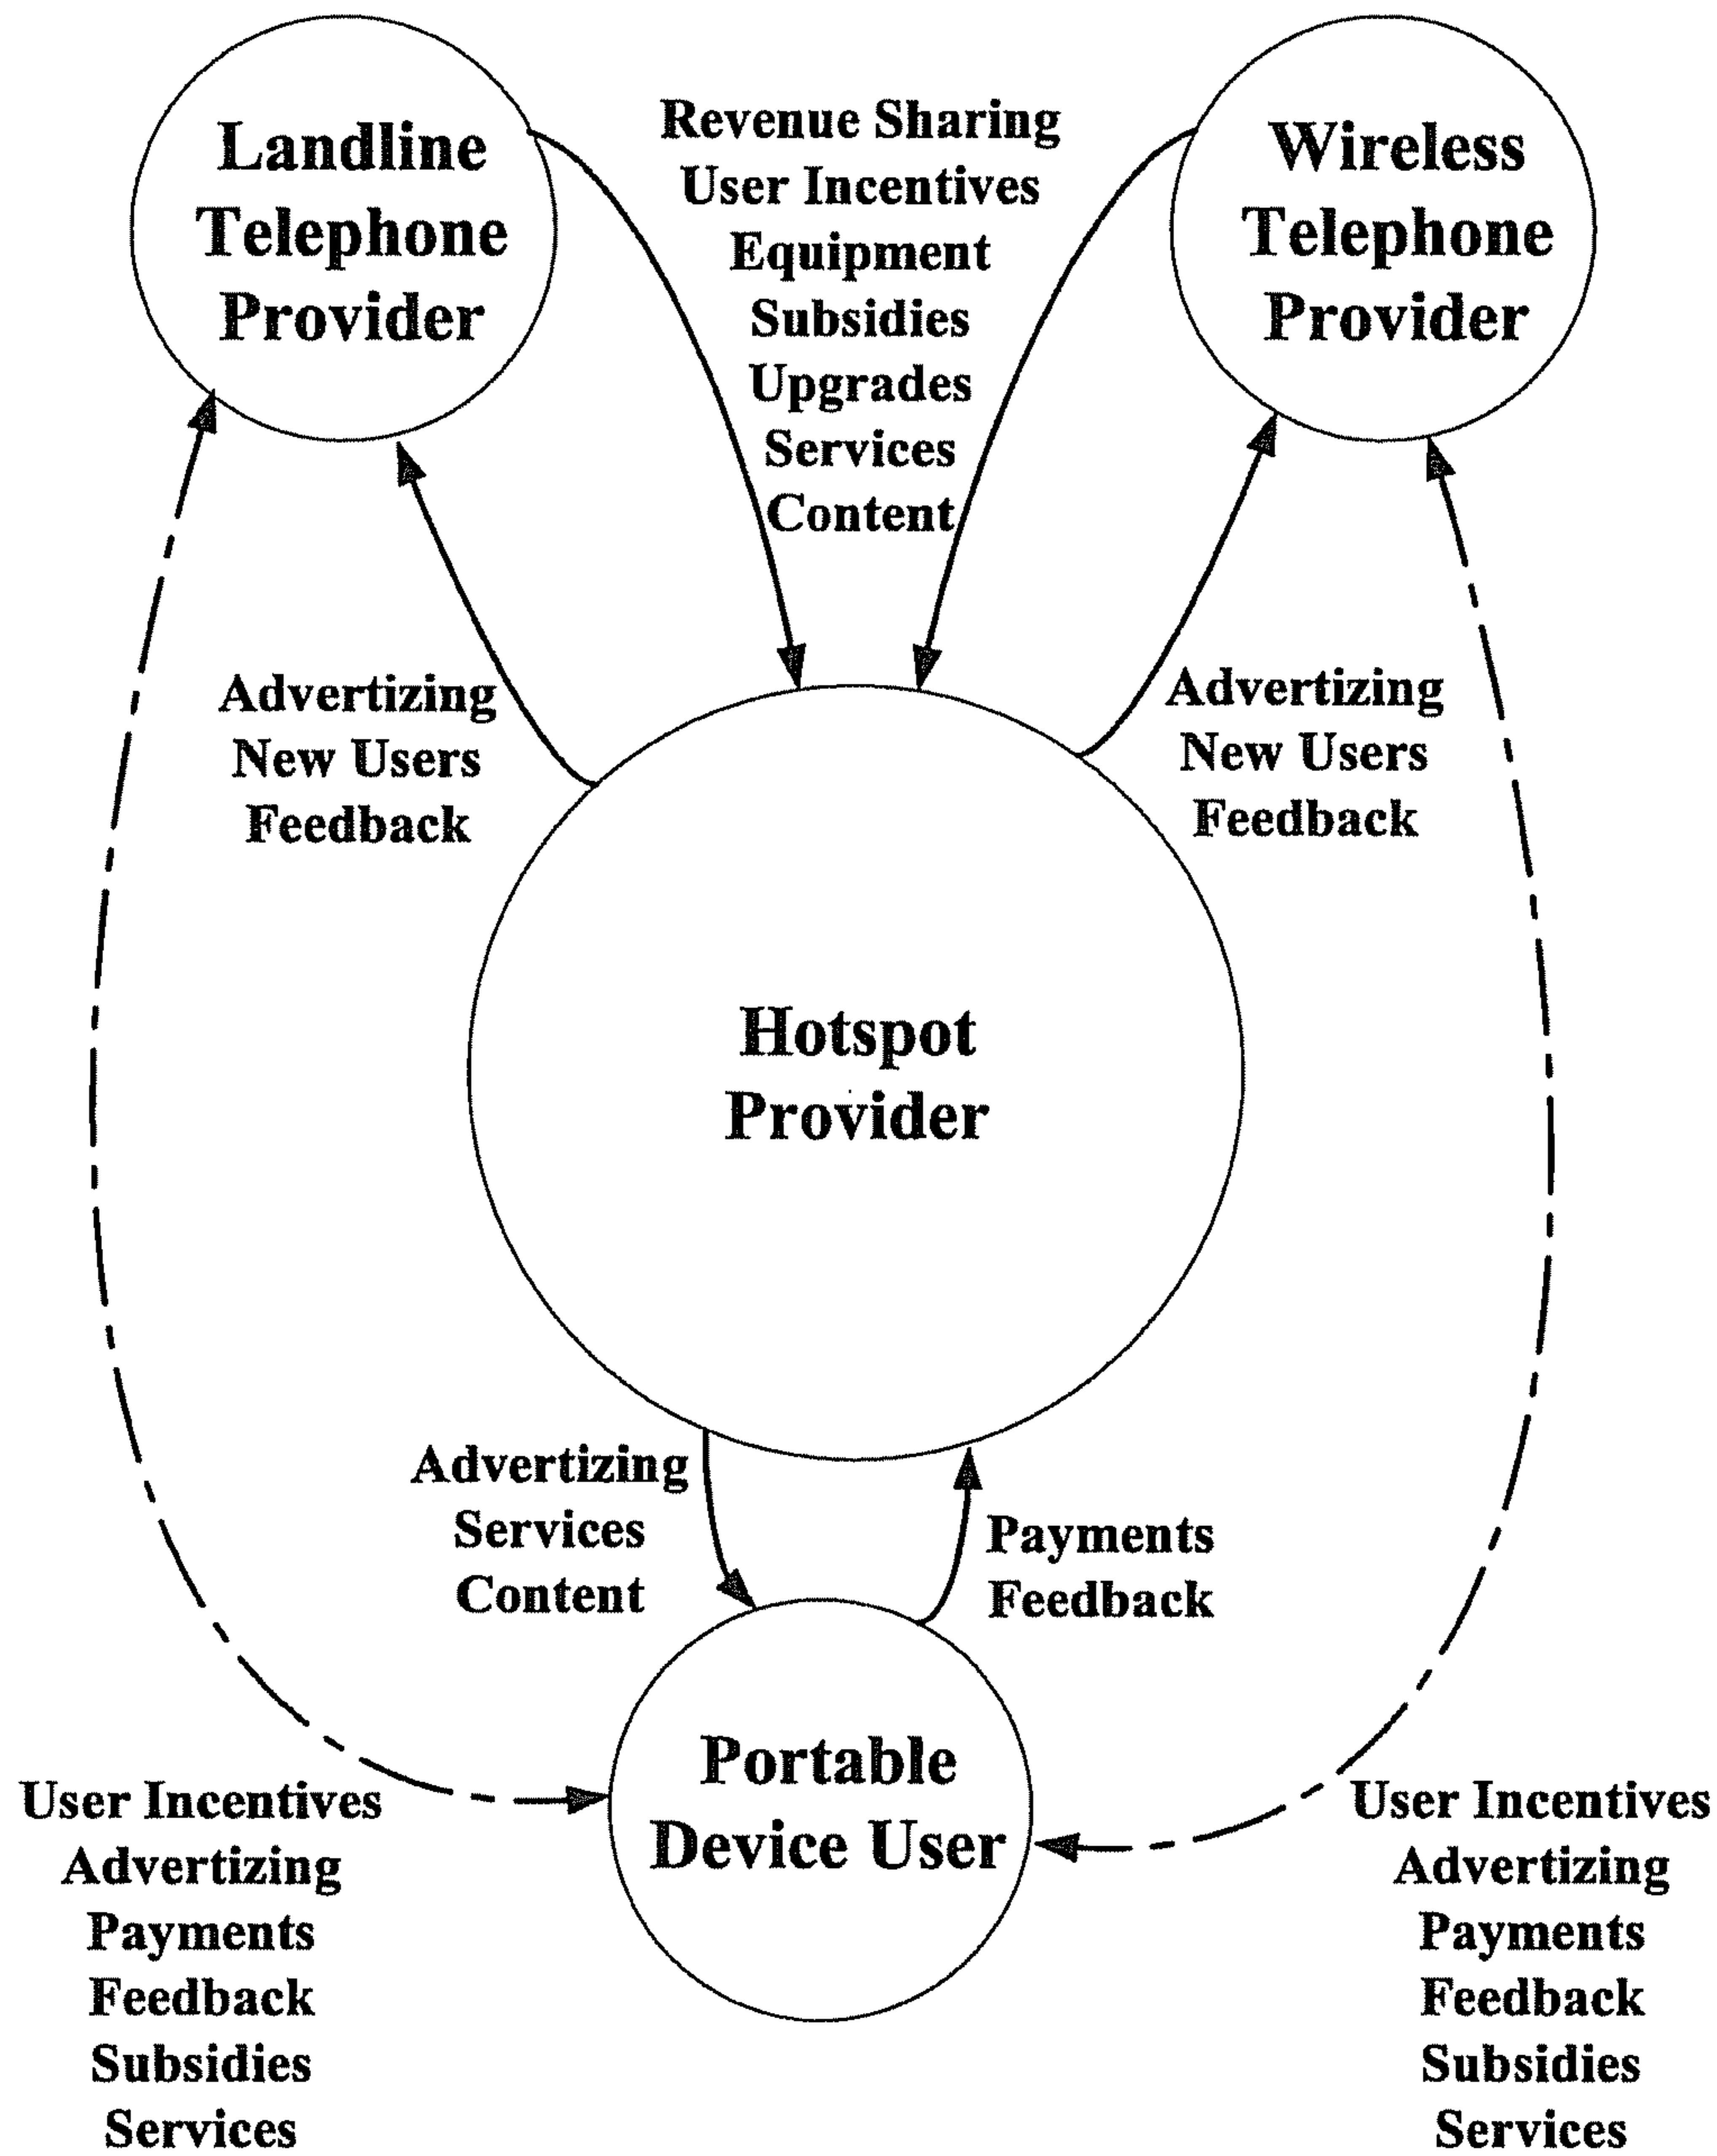 Landline
Telephone
Provider
Revenue Sharing
User Incentives
Equipment
Subsidies
Upgrades
Services
Content
Wireless
Telephone
Provider
Advertizing
New Users
Feedback
Advertizing
New Users
Feedback
Hotspot
Provider
Advertizing
Services
Content
Payments
Feedback
Portable
Device User
User Incentives
Advertizing
Payments
Feedback
Subsidies
Services
User Incentives
Advertizing
Payments
Feedback
Subsidies
Services